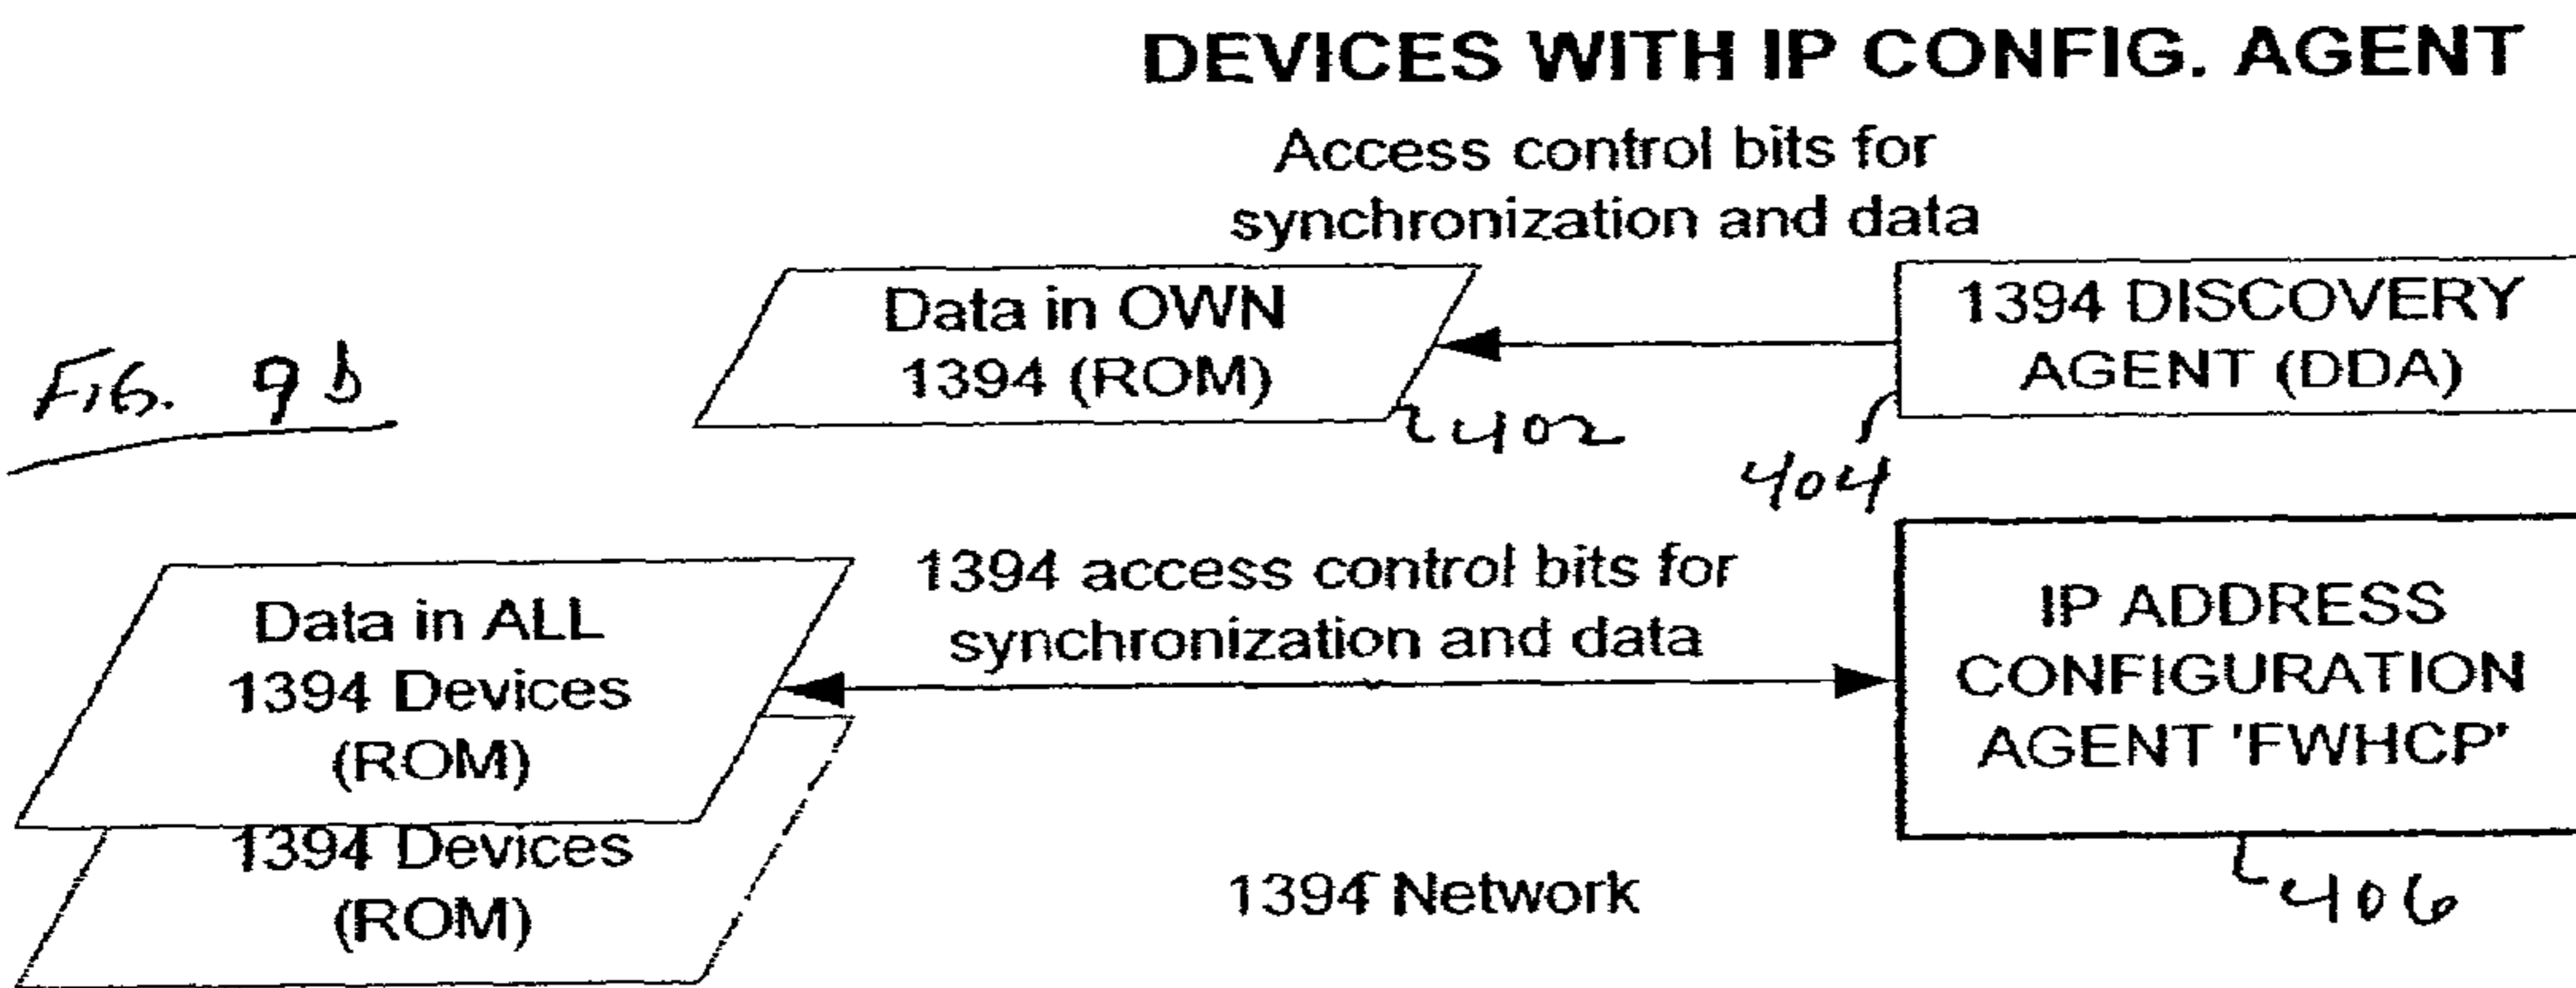 DEVICES WITH IP CONFIG. AGENT
Access control bits for
synchronization and data
Data in OWN
1394 (ROM)
1394 DISCOVERY
AGENT (DDA)
FIG. 9b
402
404
Data in ALL
1394 Devices
(ROM)
1394 access control bits for
synchronization and data
IP ADDRESS
CONFIGURATION
AGENT 'FWHCP'
1394 Devices
(ROM)
1394 Network
406